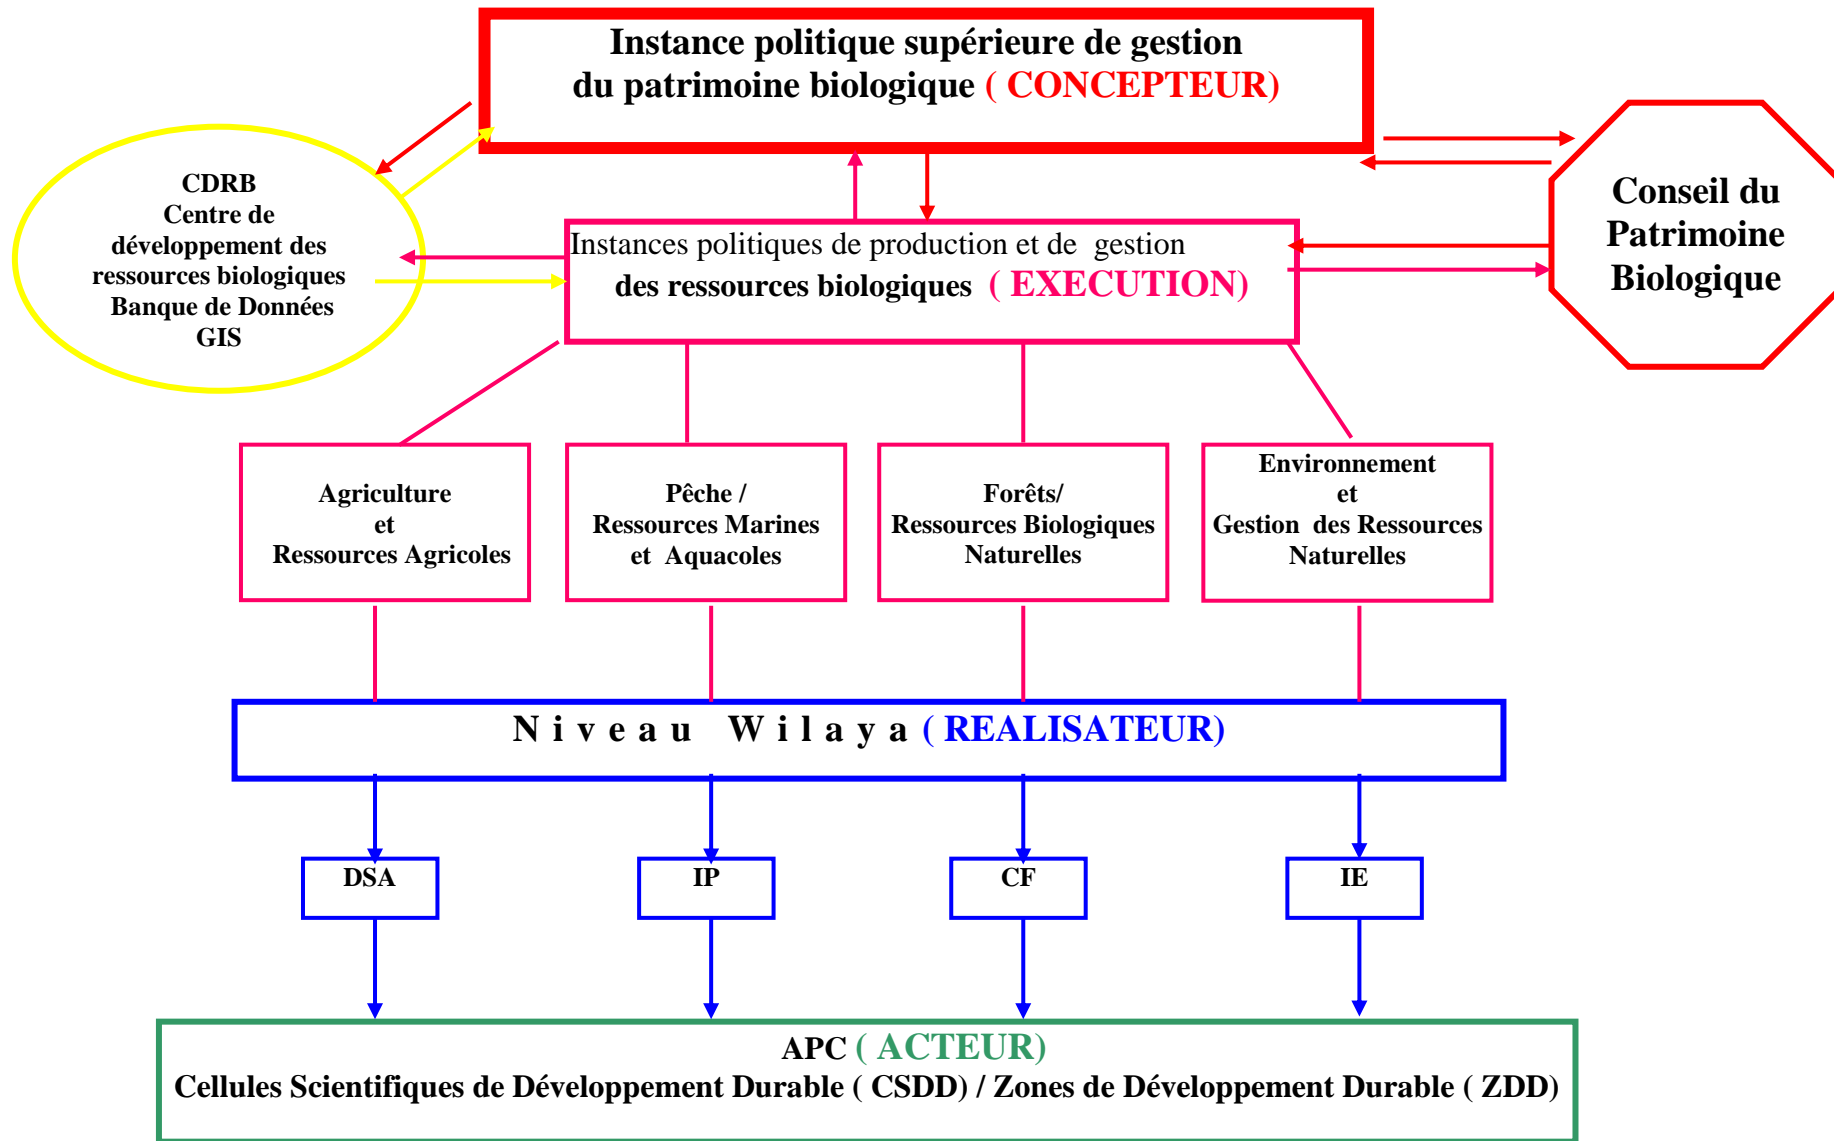 Instance politique supérieure de gestion
du patrimoine biologique ( CONCEPTEUR)
CDRB
Centre de
développement des
ressources biologiques
Banque de Données
GIS
Conseil du
Patrimoine
Biologique
Instances politiques de production et de gestion
des ressources biologiques ( EXECUTION)
Agriculture
et
Ressources Agricoles
Pêche /
Ressources Marines
et Aquacoles
Forêts/
Ressources Biologiques
Naturelles
Environnement
et
Gestion des Ressources
Naturelles
N i v e a u W i l a y a ( REALISATEUR)
DSA
IP
CF
IE
APC ( ACTEUR)
Cellules Scientifiques de Développement Durable ( CSDD) / Zones de Développement Durable ( ZDD)